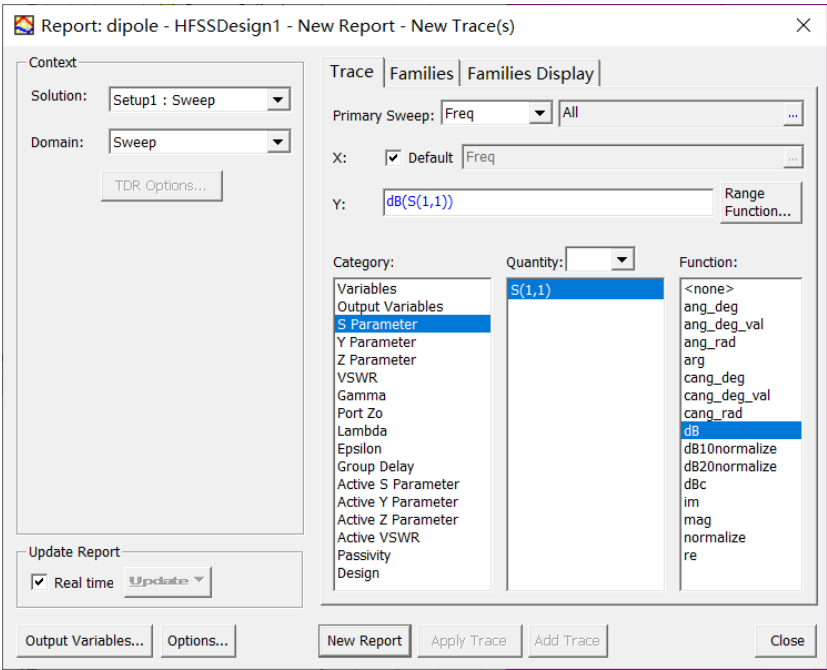 Report: dipole - HFSSDesign1 - New Report - New Trace(s)
Context
Solution: Setup1 : Sweep
Domain: Sweep
TDR Options...
Update Report
Real time Update
Output Variables... Options...
Trace Families Families Display
Primary Sweep: Freq All ...
X: Default Freq ...
Y: dB(S(1,1)) Range
Function...
Category: Quantity: Function:
Variables
Output Variables
S Parameter
Y Parameter
Z Parameter
VSWR
Gamma
Port Zo
Lambda
Epsilon
Group Delay
Active S Parameter
Active Y Parameter
Active Z Parameter
Active VSWR
Passivity
Design
S(1,1)
<none>
ang_deg
ang_deg_val
ang_rad
arg
cang_deg
cang_deg_val
cang_rad
dB
dB10normalize
dB20normalize
dBc
im
mag
normalize
re
New Report Apply Trace Add Trace Close